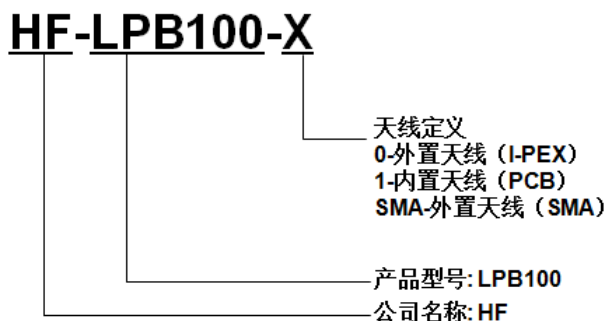 HF-LPB100-X
天线定义
0-外置天线（I-PEX）
1-内置天线（PCB）
SMA-外置天线（SMA）
产品型号: LPB100
公司名称: HF